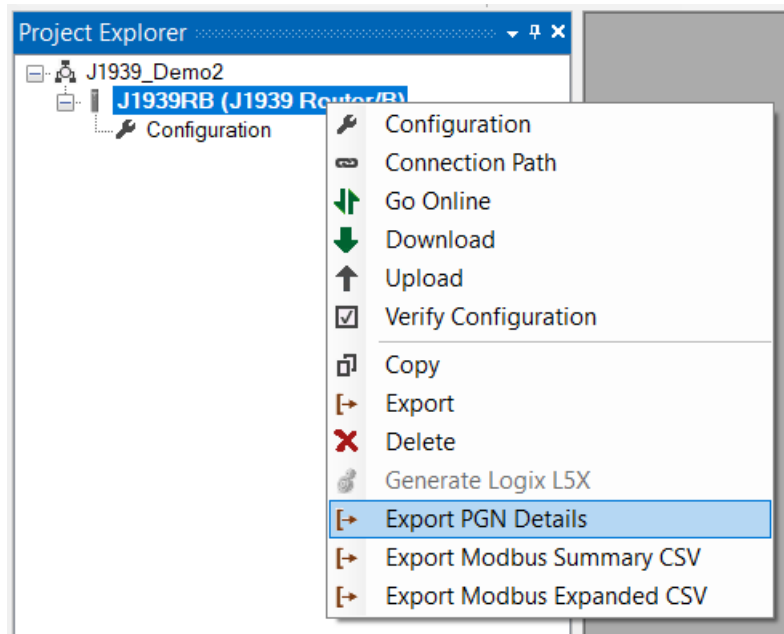 Project Explorer
J1939_Demo2
J1939RB (J1939 Router/B)
Configuration
Configuration
Connection Path
Go Online
Download
Upload
Verify Configuration
Copy
Export
Delete
Generate Logix L5X
Export PGN Details
Export Modbus Summary CSV
Export Modbus Expanded CSV